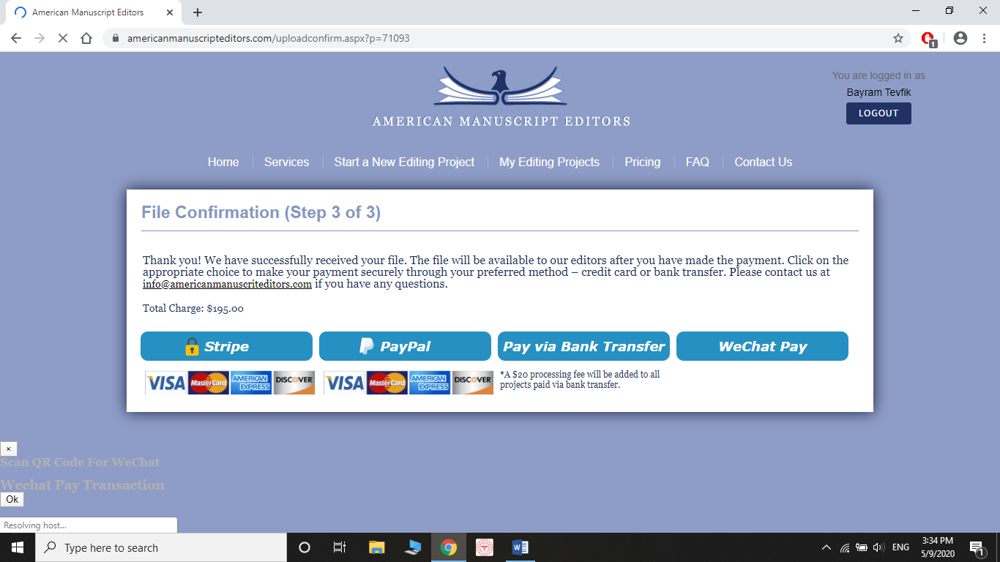 American Manuscript Editors
americanmanuscripteditors.com/uploadconfirm.aspx?p=71093
1
You are logged in as
Bayram Tevfik
LOGOUT
AMERICAN MANUSCRIPT EDITORS
Home Services Start a New Editing Project My Editing Projects Pricing FAQ Contact Us
File Confirmation (Step 3 of 3)
Thank you! We have successfully received your file. The file will be available to our editors after you have made the payment. Click on the
appropriate choice to make your payment securely through your preferred method – credit card or bank transfer. Please contact us at
info@americanmanuscriteditors.com if you have any questions.
Total Charge: $195.00
Stripe PayPal Pay via Bank Transfer WeChat Pay
VISA MasterCard AMERICAN EXPRESS DISCOVER VISA MasterCard AMERICAN EXPRESS DISCOVER
*A $20 processing fee will be added to all
projects paid via bank transfer.
×
Scan QR Code For WeChat
Wechat Pay Transaction
Ok
Resolving host...
Type here to search
ENG
3:34 PM
5/9/2020
1